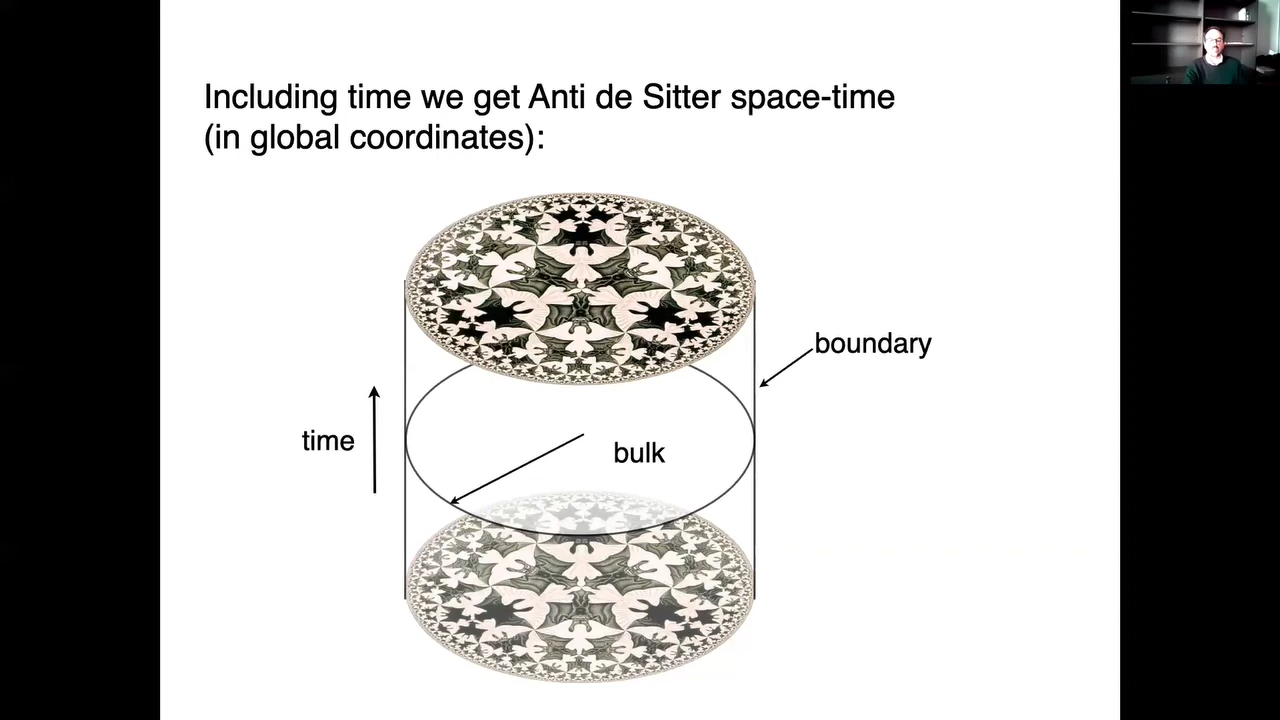 Including time we get Anti de Sitter space-time
(in global coordinates):
boundary
time
bulk